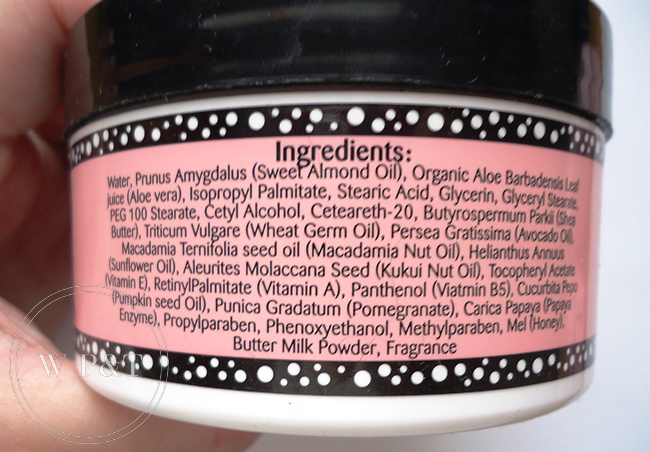 Ingredients:
Water, Prunus Amygdalus (Sweet Almond Oil), Organic Aloe Barbadensis Leaf
juice (Aloe vera), Isopropyl Palmitate, Stearic Acid, Glycerin, Glyceryl Stearate,
PEG 100 Stearate, Cetyl Alcohol, Ceteareth-20, Butyrospermum Parkii (Shea
Butter), Triticum Vulgare (Wheat Germ Oil), Persea Gratissima (Avocado Oil),
Macadamia Ternifolia seed oil (Macadamia Nut Oil), Helianthus Annuus
(Sunflower Oil), Aleurites Molaccana Seed (Kukui Nut Oil), Tocopheryl Acetate
(Vitamin E), RetinylPalmitate (Vitamin A), Panthenol (Viatmin B5), Cucurbita Pepo
(Pumpkin seed Oil), Punica Gradatum (Pomegranate), Carica Papaya (Papaya
Enzyme), Propylparaben, Phenoxyethanol, Methylparaben, Mel (Honey),
Butter Milk Powder, Fragrance
W P&T